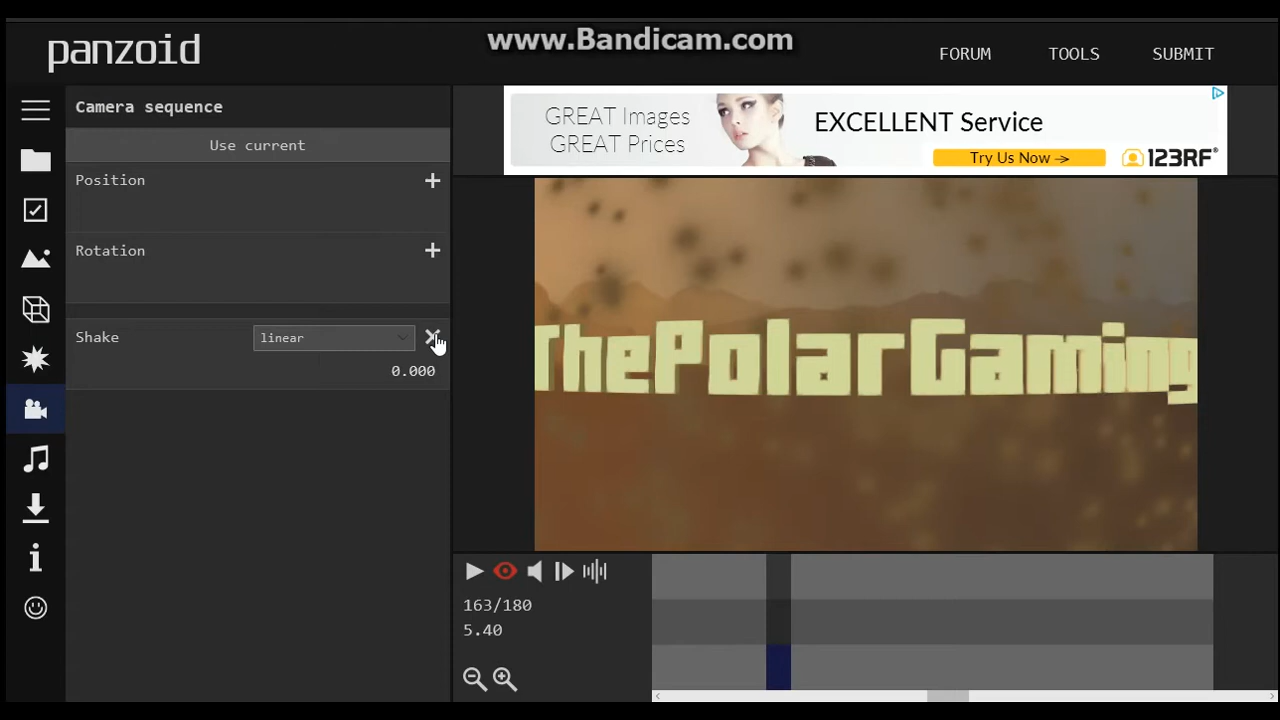 www.Bandicam.com
panzoid
FORUM TOOLS SUBMIT
Camera sequence
Use current
Position
Rotation
Shake linear
0.000
GREAT Images
GREAT Prices
EXCELLENT Service
Try Us Now →
123RF®
ThePolarGaming
163/180
5.40